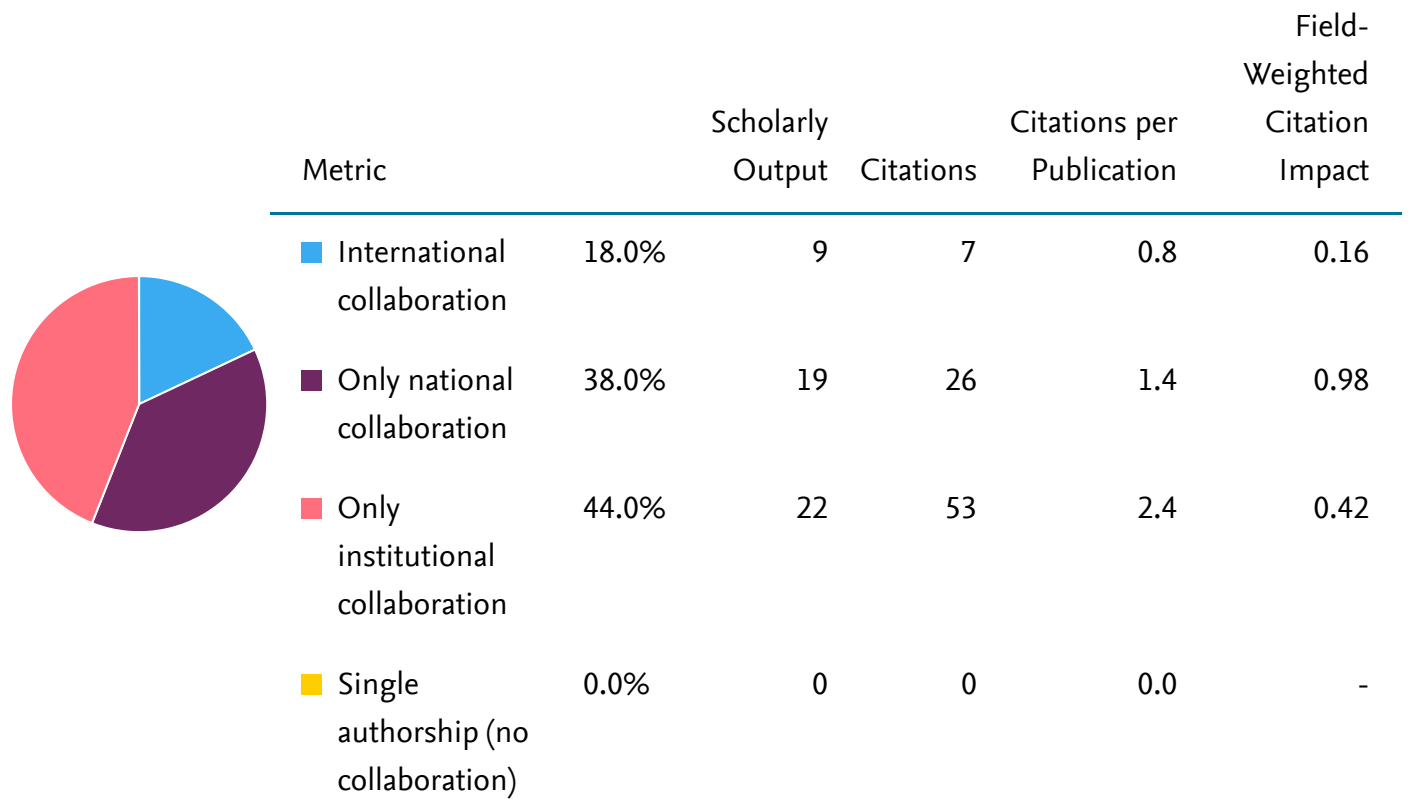 Field-
Weighted
Scholarly Citations per Citation
Metric Output Citations Publication Impact
International 18.0% 9 7 0.8 0.16
collaboration
Only national 38.0% 19 26 1.4 0.98
collaboration
Only 44.0% 22 53 2.4 0.42
institutional
collaboration
Single 0.0% 0 0 0.0 -
authorship (no
collaboration)